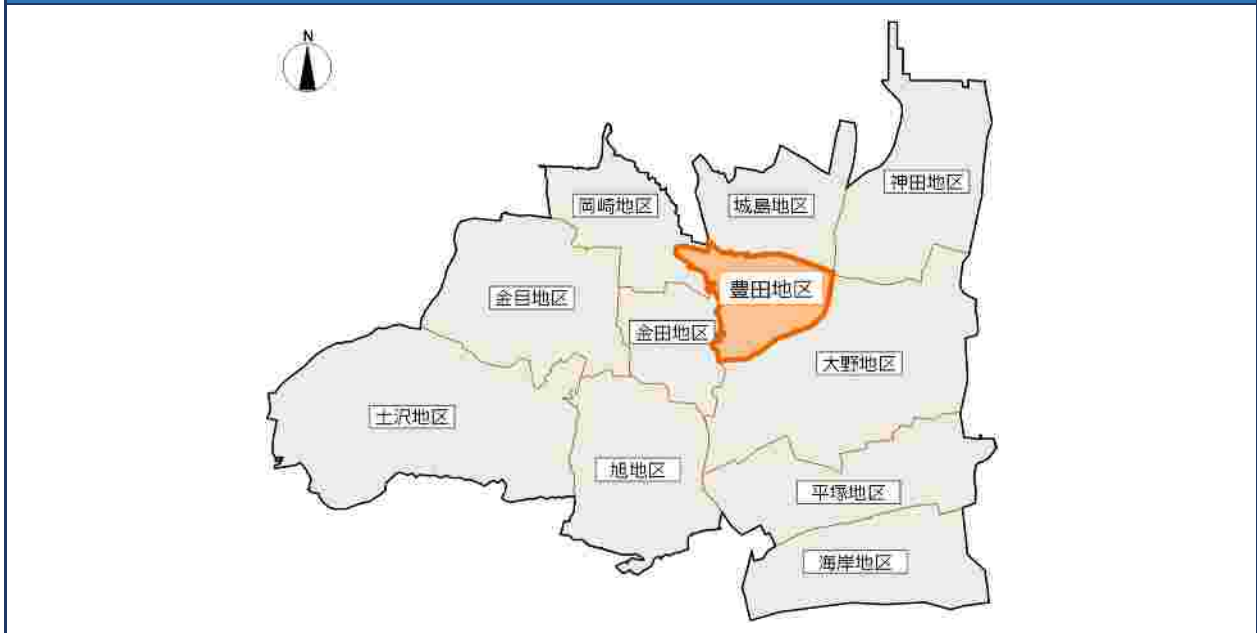 N
神田地区
岡崎地区
城島地区
豊田地区
金目地区
金田地区
大野地区
土沢地区
旭地区
平塚地区
海岸地区